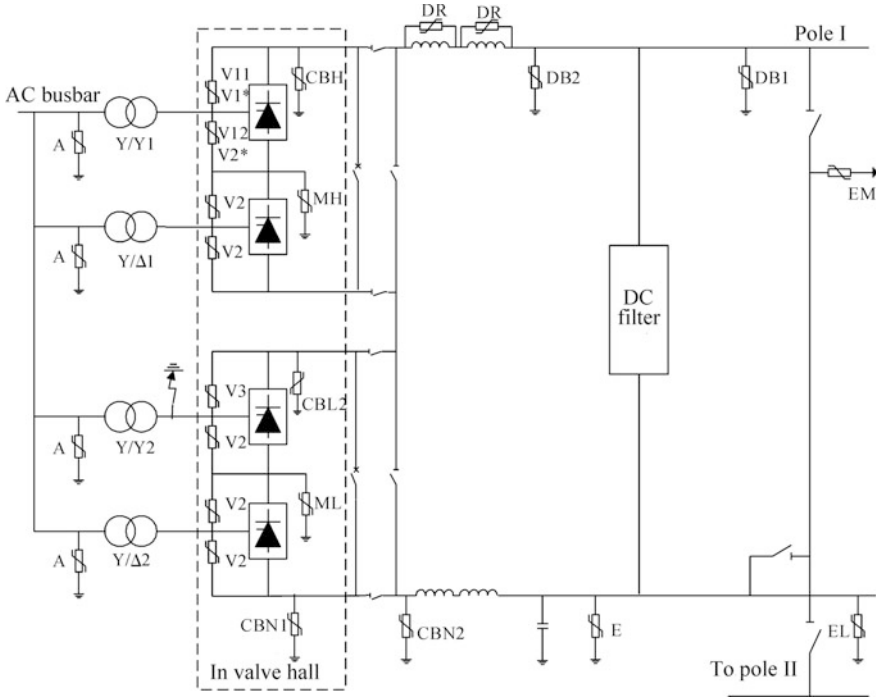 DR
DR
Pole I
V11
CBH
DB2
DB1
AC busbar
V1*
A
Y/Y1
V12
V2*
EM
V2
MH
A
Y/Δ1
V2
DC
filter
V3
CBL2
A
Y/Y2
V2
V2
ML
A
Y/Δ2
V2
CBN1
CBN2
E
EL
In valve hall
To pole II